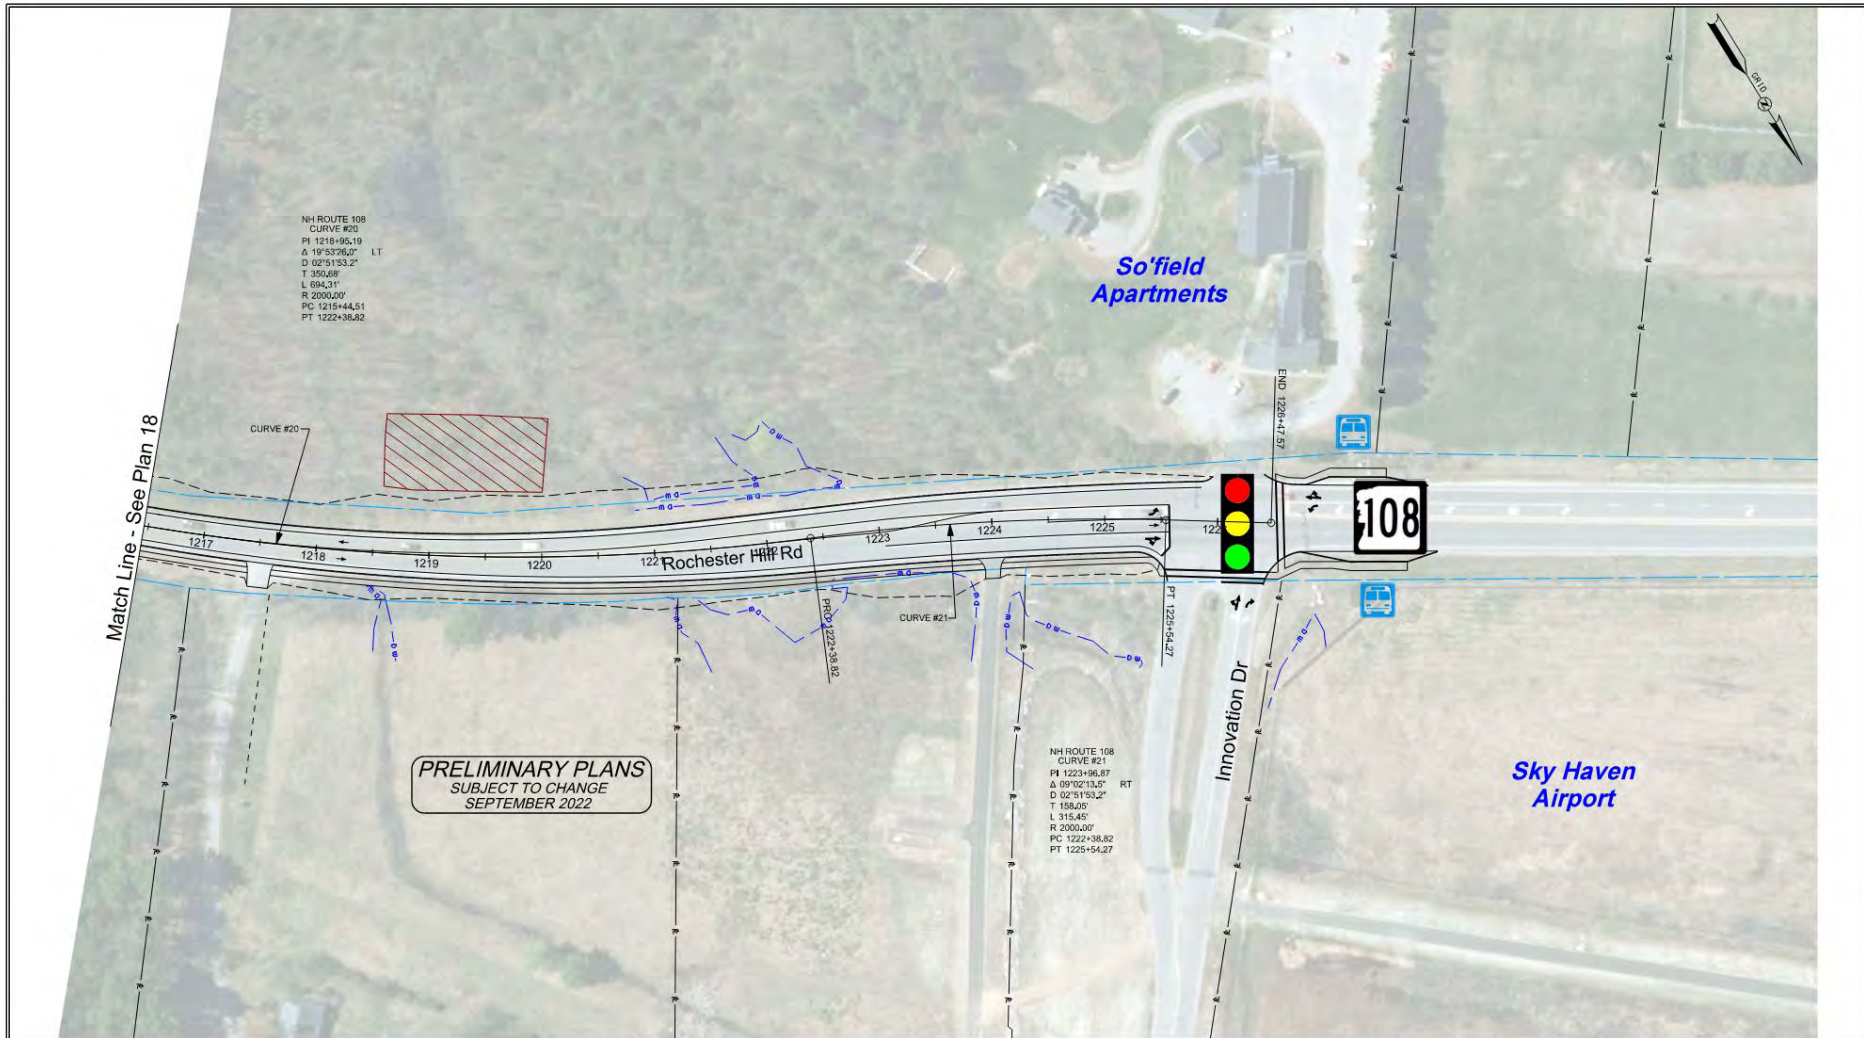 GRID
N
NH ROUTE 108
CURVE #20
PI 1218+95.19
Δ 19°53'26.0" LT
D 02°51'53.2"
T 350.68'
L 694.31'
R 2000.00'
PC 1215+44.51
PT 1222+38.82
So'field
Apartments
Match Line - See Plan 18
CURVE #20
END 1226+47.57
108
1217
1218
1219
1220
1221
1222
1223
1224
1225
Rochester Hill Rd
CURVE #21
PRC 1222+38.82
PT 1225+54.27
Innovation Dr
PRELIMINARY PLANS
SUBJECT TO CHANGE
SEPTEMBER 2022
NH ROUTE 108
CURVE #21
PI 1223+96.87
Δ 09°02'13.5" RT
D 02°51'53.2"
T 158.05'
L 315.45'
R 2000.00'
PC 1222+38.82
PT 1225+54.27
Sky Haven
Airport